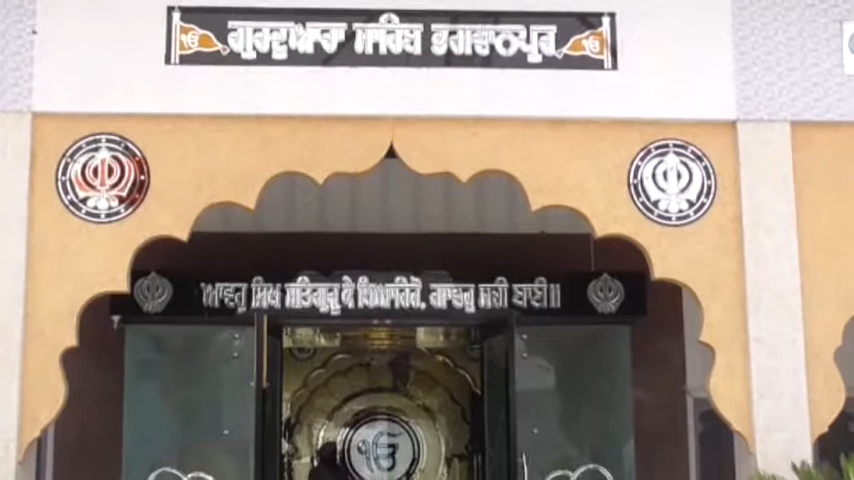 ੴ ਗੁਰਦੁਆਰਾ ਸਾਹਿਬ ਭਗਵਾਨਪੁਰ ੴ
ਆਵਹੁ ਸਿਖ ਸਤਿਗੁਰੂ ਕੇ ਪਿਆਰਿਹੋ, ਗਾਵਹੁ ਸਚੀ ਬਾਣੀ॥
ੴ